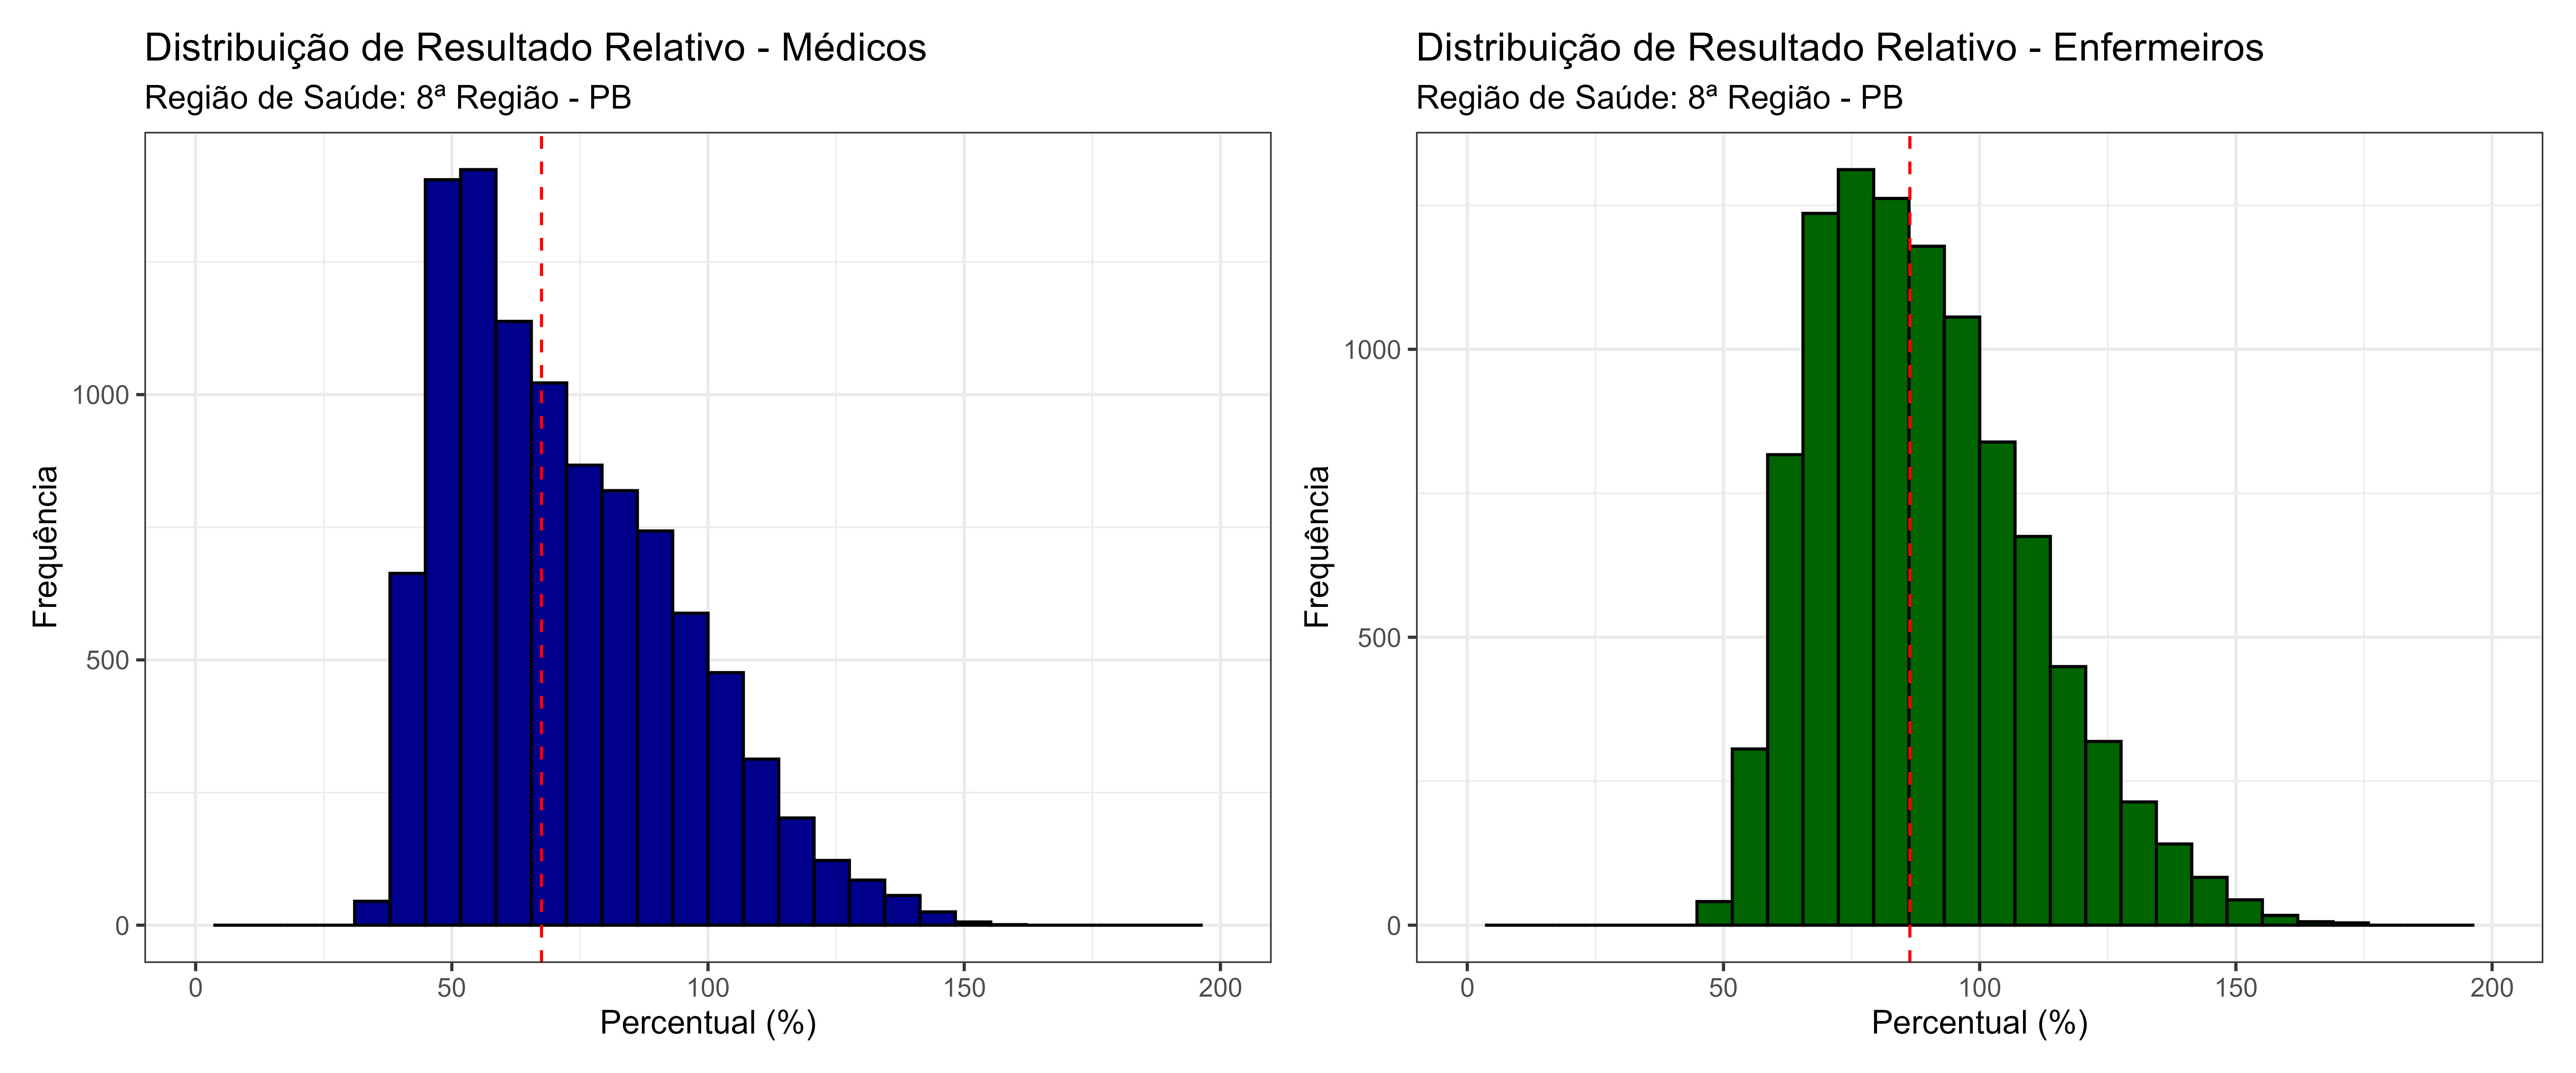 Distribuição de Resultado Relativo - Médicos
Região de Saúde: 8ª Região - PB
Frequência
1000
500
0
0 50 100 150 200
Percentual (%)
Distribuição de Resultado Relativo - Enfermeiros
Região de Saúde: 8ª Região - PB
Frequência
1000
500
0
0 50 100 150 200
Percentual (%)